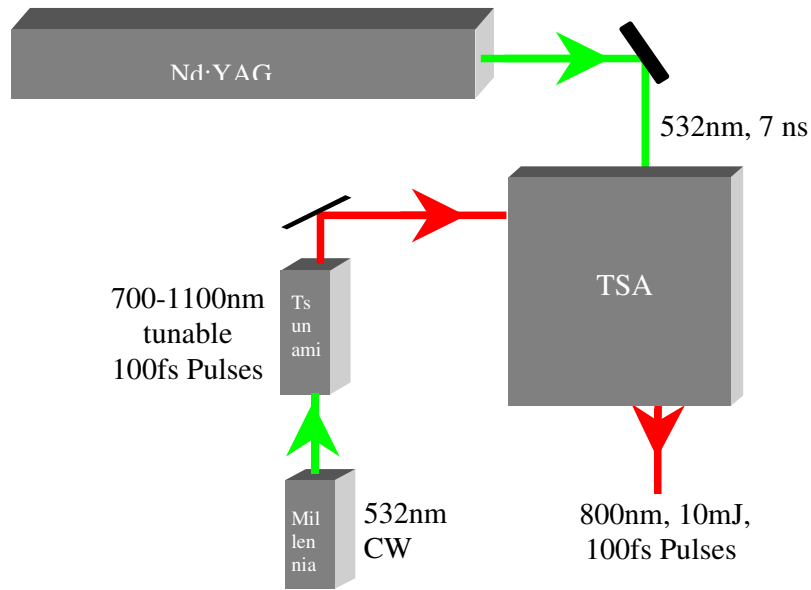 Nd:YAG
532nm, 7 ns
TSA
700-1100nm
tunable
100fs Pulses
Ts
un
ami
Mil
len
nia
532nm
CW
800nm, 10mJ,
100fs Pulses